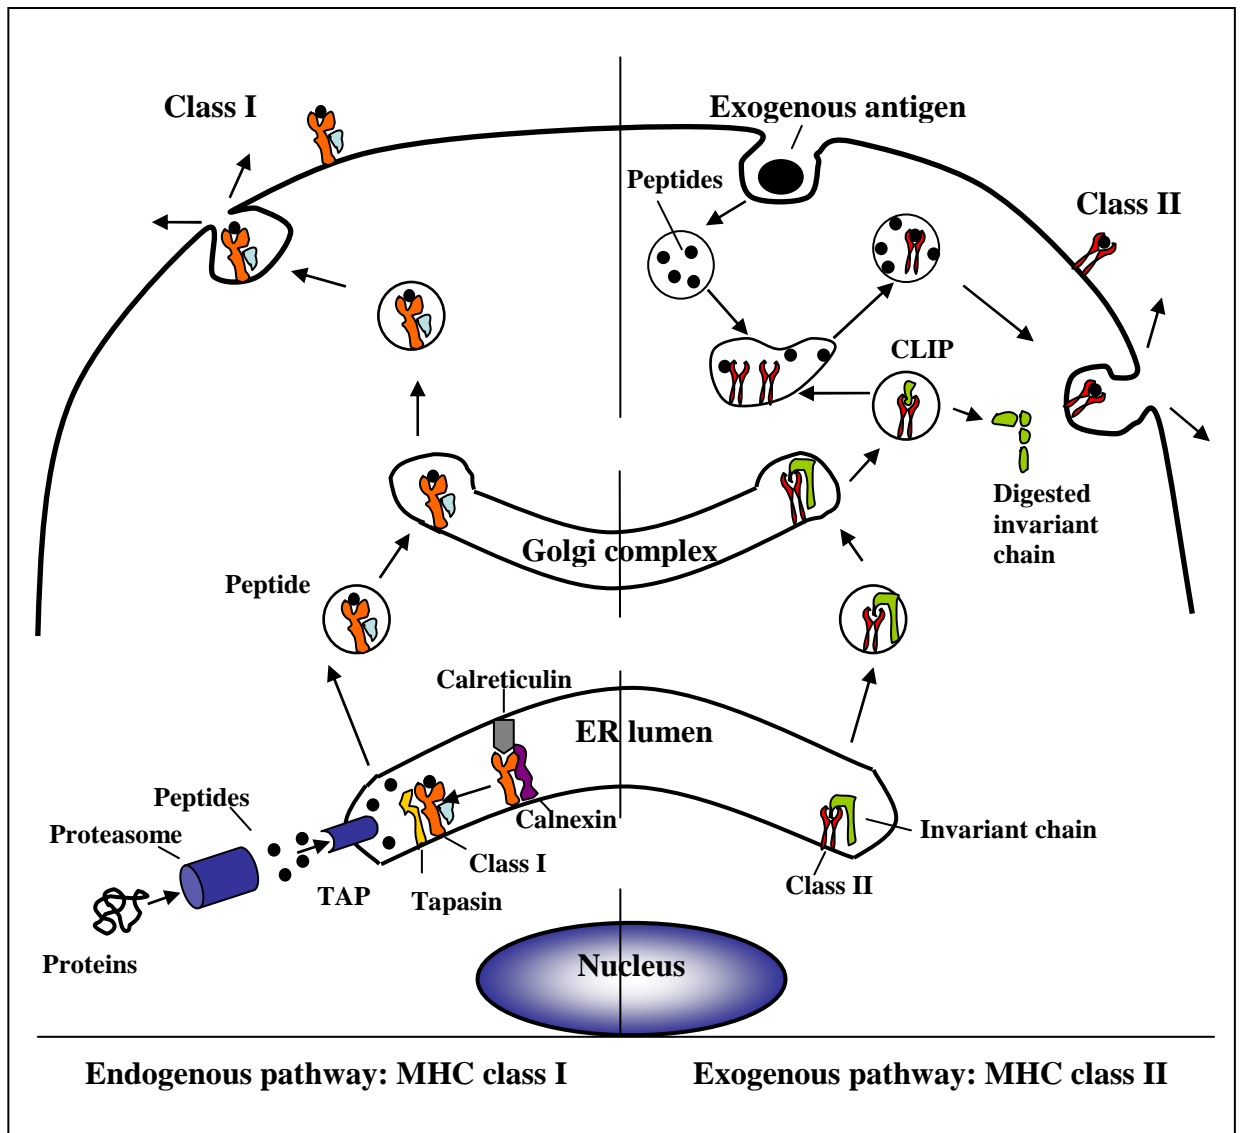 Class I
Exogenous antigen
Peptides
Class II
CLIP
Digested
invariant
chain
Golgi complex
Peptide
Calreticulin
ER lumen
Peptides
Proteasome
Calnexin
Invariant chain
Class I
Class II
TAP
Tapasin
Proteins
Nucleus
Endogenous pathway: MHC class I
Exogenous pathway: MHC class II